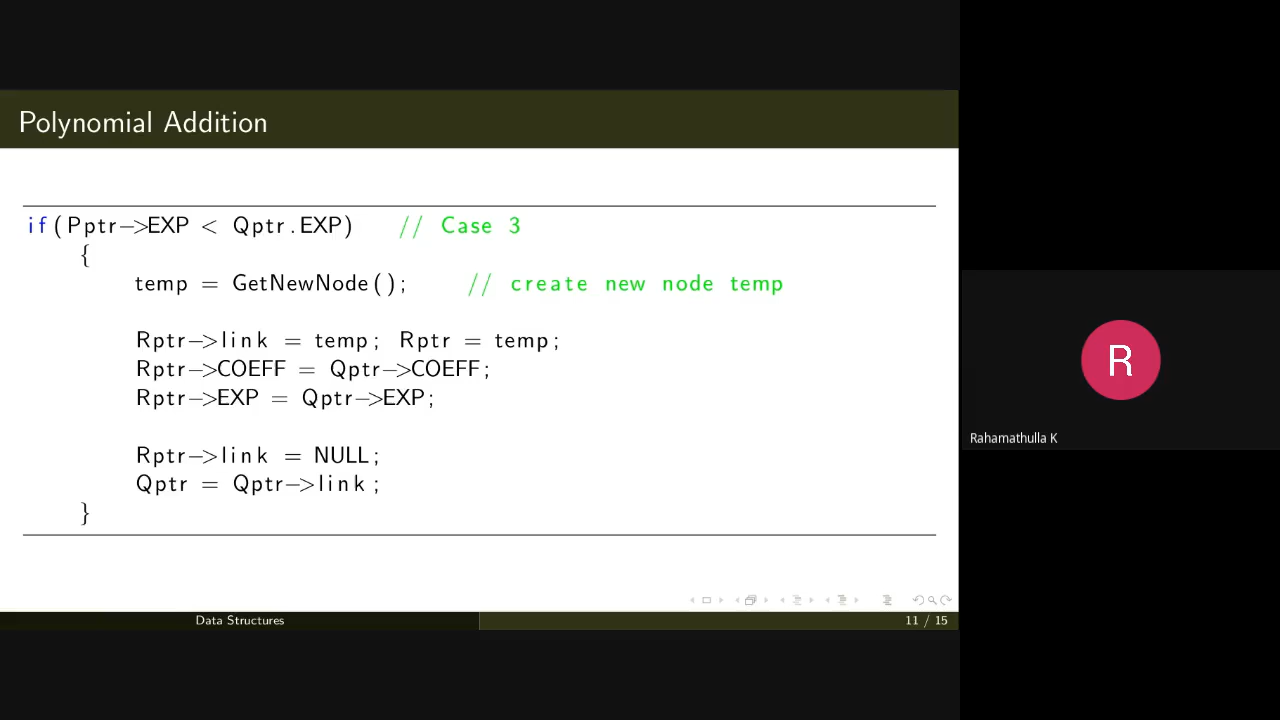 Polynomial Addition
if(Pptr->EXP < Qptr.EXP) // Case 3
{
temp = GetNewNode(); // create new node temp
Rptr->link = temp; Rptr = temp;
Rptr->COEFF = Qptr->COEFF;
Rptr->EXP = Qptr->EXP;
Rptr->link = NULL;
Qptr = Qptr->link;
}
Data Structures
11 / 15
R
Rahamathulla K